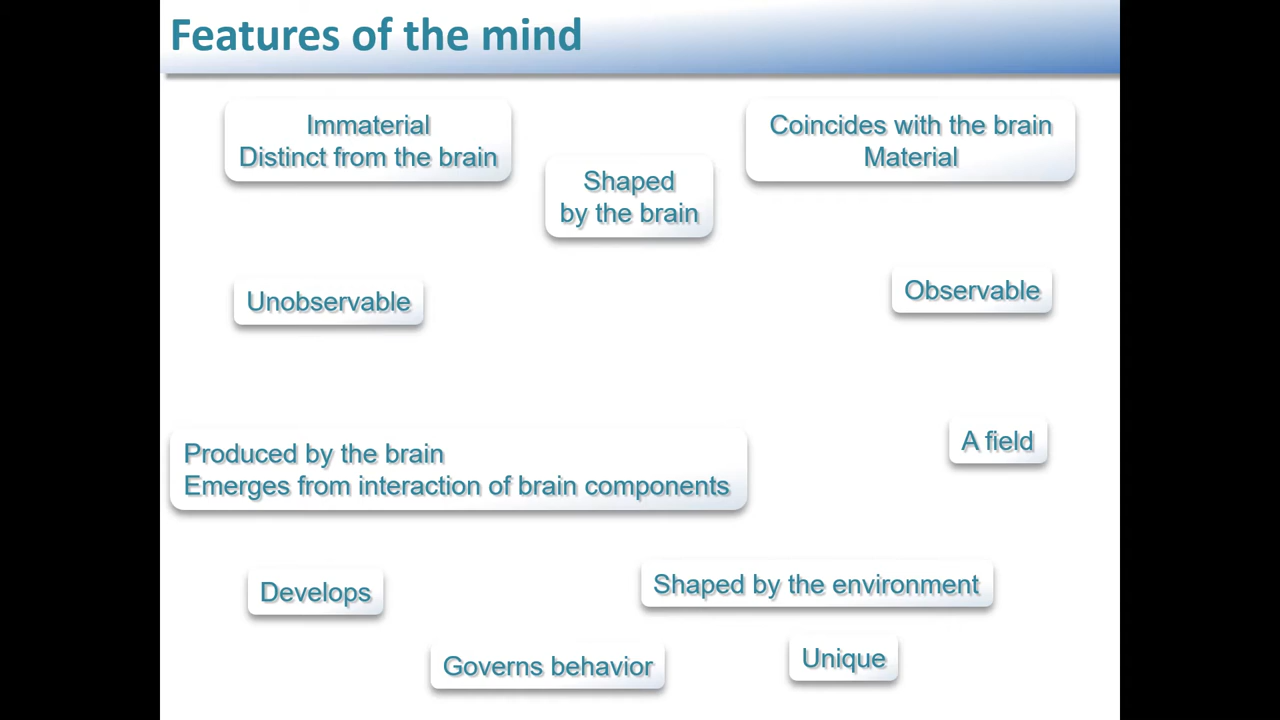 Features of the mind
Immaterial
Distinct from the brain
Coincides with the brain
Material
Shaped
by the brain
Unobservable
Observable
Produced by the brain
Emerges from interaction of brain components
A field
Develops
Shaped by the environment
Governs behavior
Unique